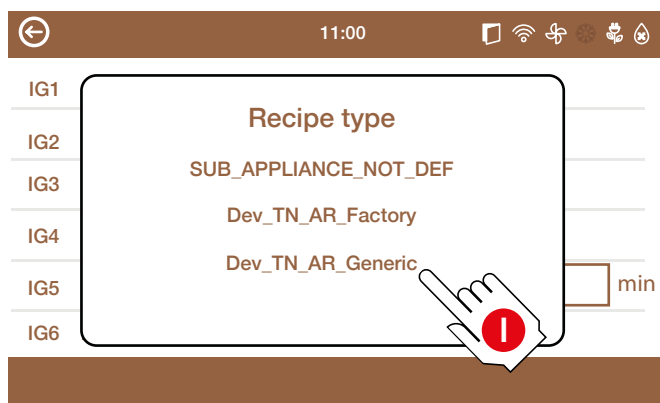 11:00
IG1
Recipe type
IG2
SUB_APPLIANCE_NOT_DEF
IG3
Dev_TN_AR_Factory
IG4
Dev_TN_AR_Generic
IG5
min
IG6
I